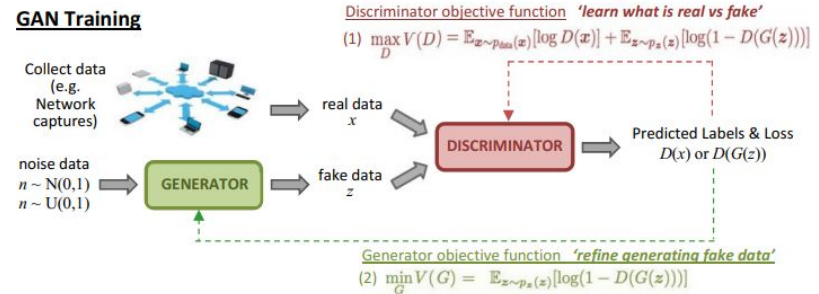 GAN Training
Discriminator objective function 'learn what is real vs fake'
(1) max_D V(D) = 𝔼_{x∼p_data(x)}[log D(x)] + 𝔼_{z∼p_z(z)}[log(1 − D(G(z)))]
Collect data
(e.g.
Network
captures)
real data
x
DISCRIMINATOR
Predicted Labels & Loss
D(x) or D(G(z))
noise data
n ~ N(0,1)
n ~ U(0,1)
GENERATOR
fake data
z
Generator objective function 'refine generating fake data'
(2) min_G V(G) = 𝔼_{z∼p_z(z)}[log(1 − D(G(z)))]